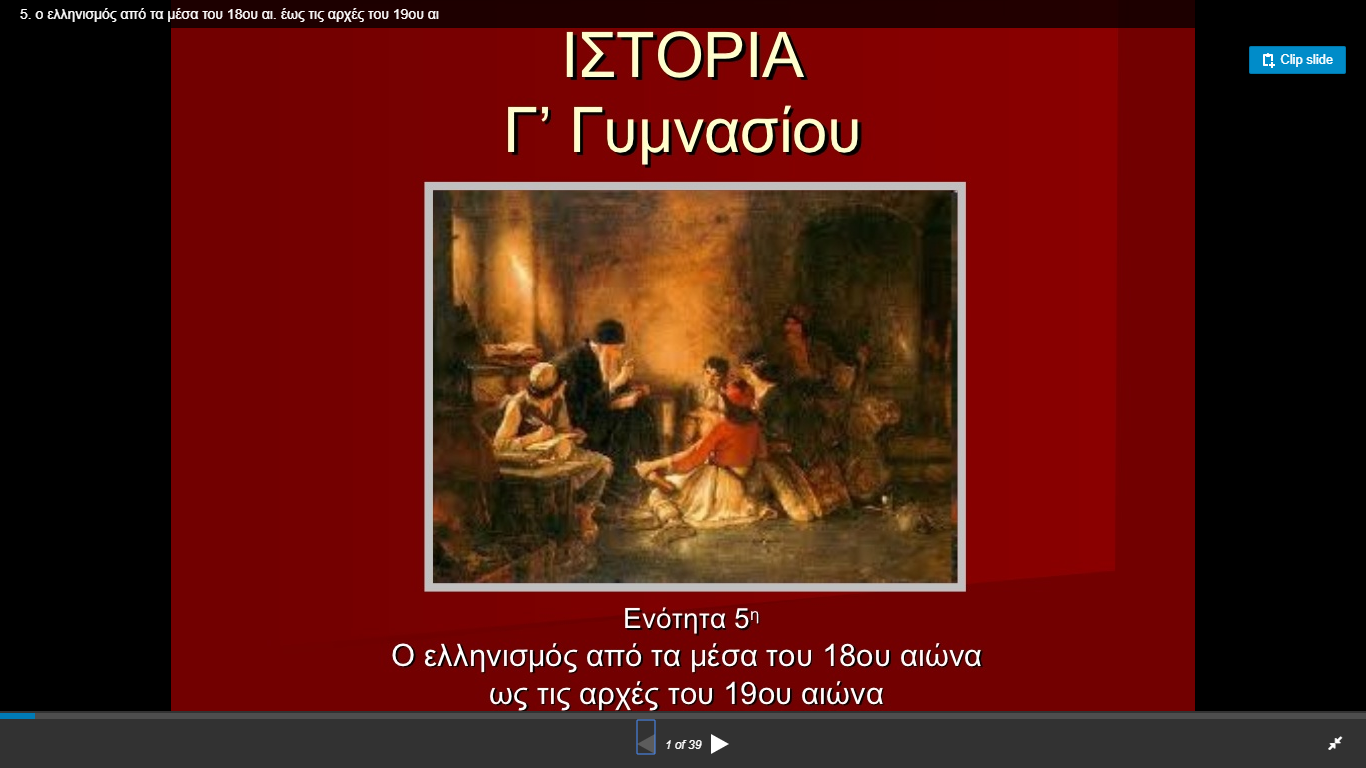 5. ο ελληνισμός από τα μέσα του 18ου αι. έως τις αρχές του 19ου αι
Clip slide
ΙΣΤΟΡΙΑ
Γ’ Γυμνασίου
Ενότητα 5η
Ο ελληνισμός από τα μέσα του 18ου αιώνα
ως τις αρχές του 19ου αιώνα
1 of 39